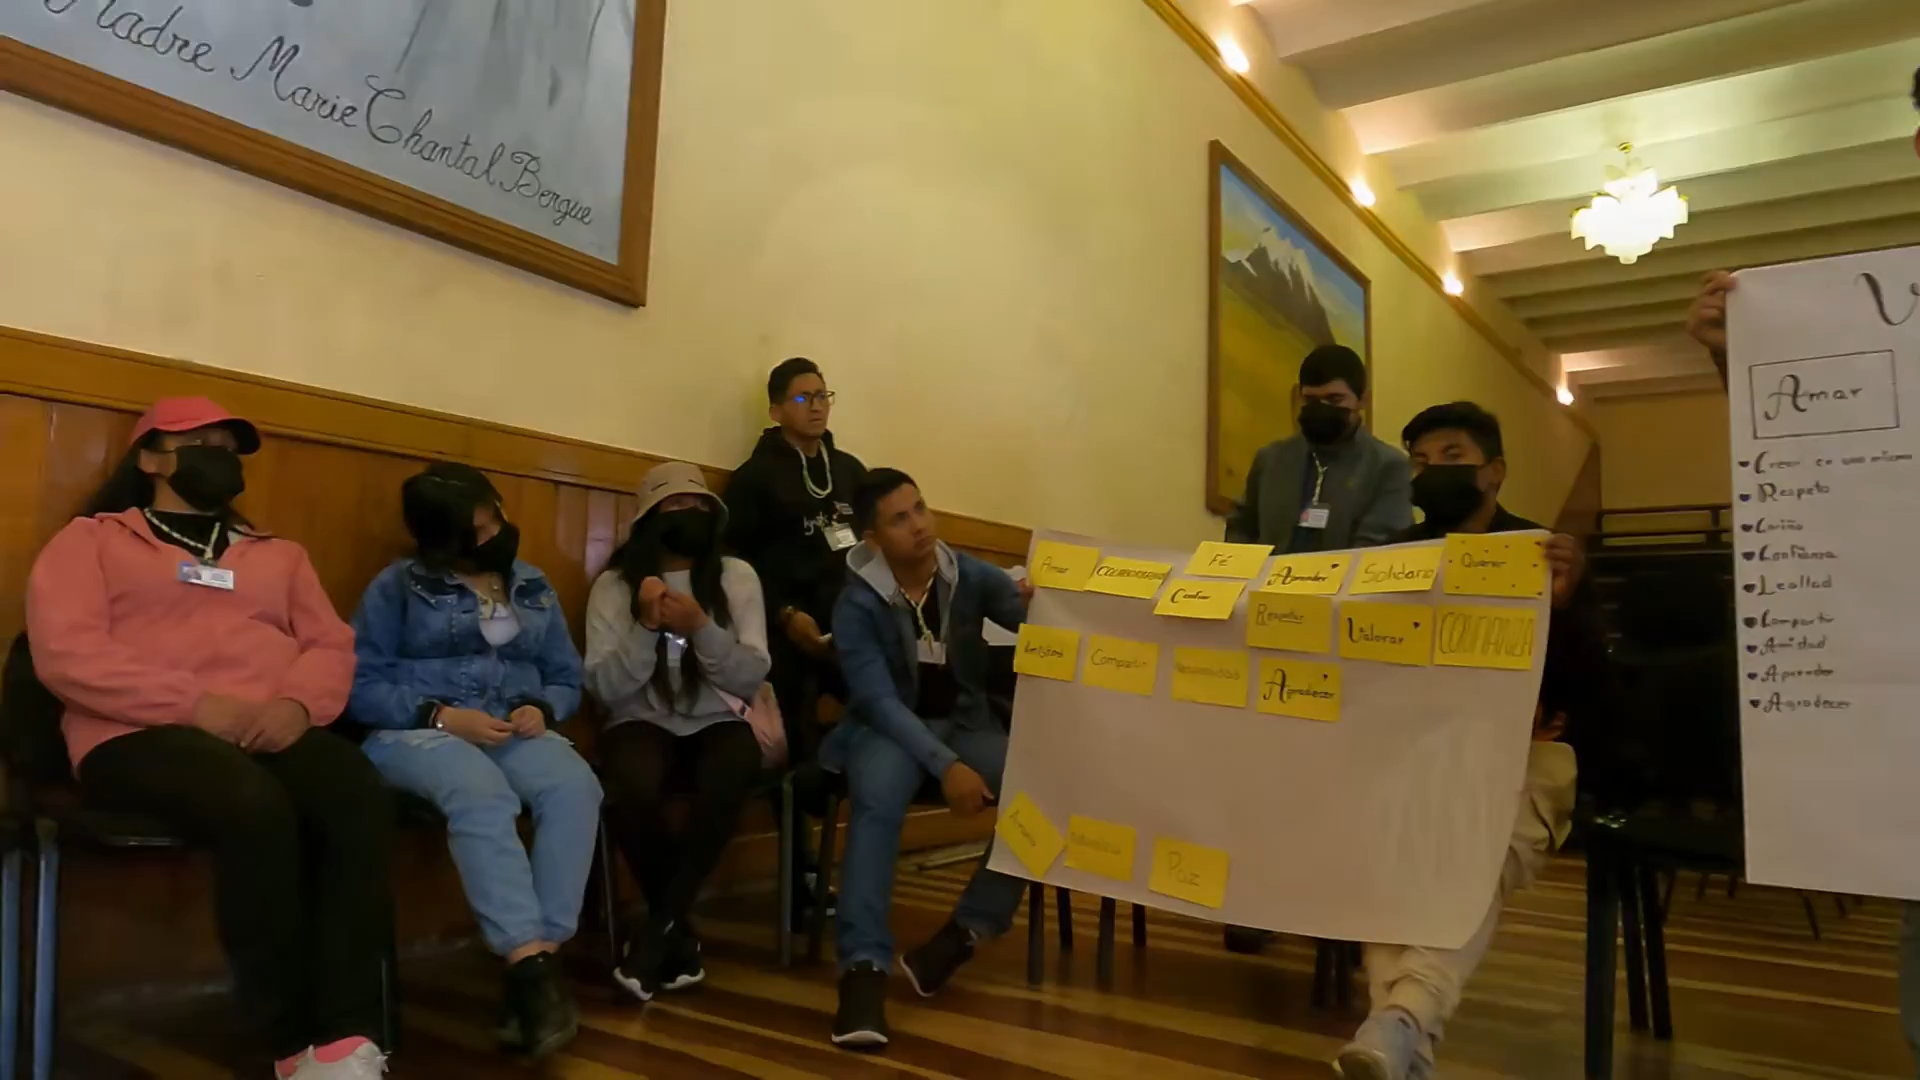 Madre Marie Chantal Bergue
Amar
COLABORAR
Fé
Aprender
Solidario
Querer
Confiar
Respetar
Valorar
CONFIANZA
Compartir
Agradecer
Paz
Amar
Creer en uno mismo
Respeto
Cariño
Confianza
Lealtad
Compartir
Amistad
Aprender
Agradecer